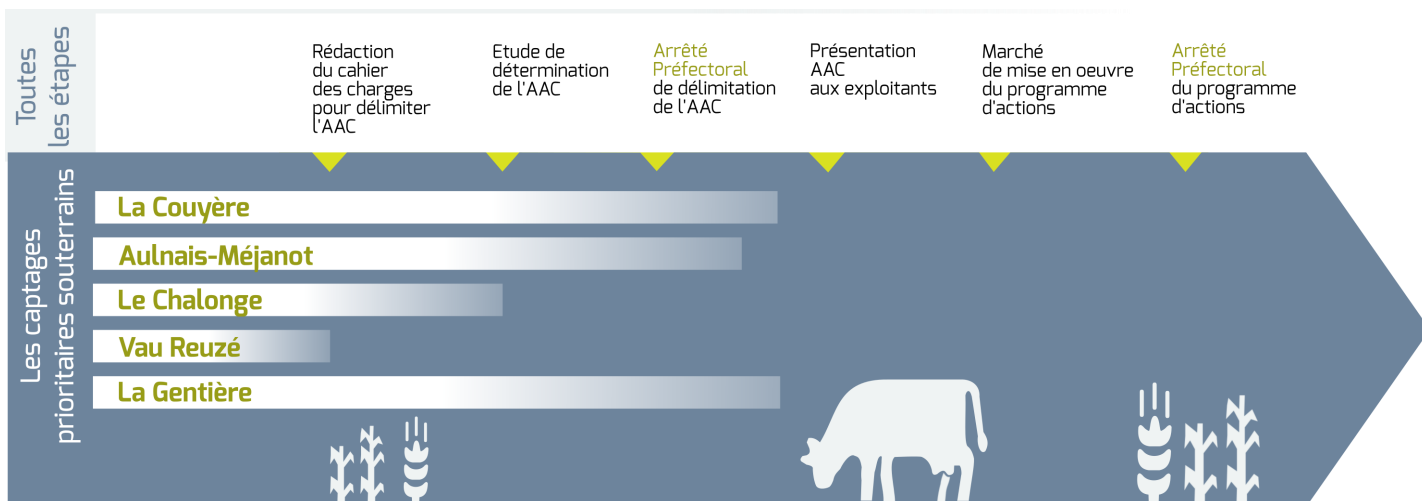 Toutes
les étapes
Rédaction
du cahier
des charges
pour délimiter
l'AAC
Etude de
détermination
de l'AAC
Arrêté
Préfectoral
de délimitation
de l'AAC
Présentation
AAC
aux exploitants
Marché
de mise en oeuvre
du programme
d'actions
Arrêté
Préfectoral
du programme
d'actions
Les captages
prioritaires souterrains
La Couyère
Aulnais-Méjanot
Le Chalonge
Vau Reuzé
La Gentière